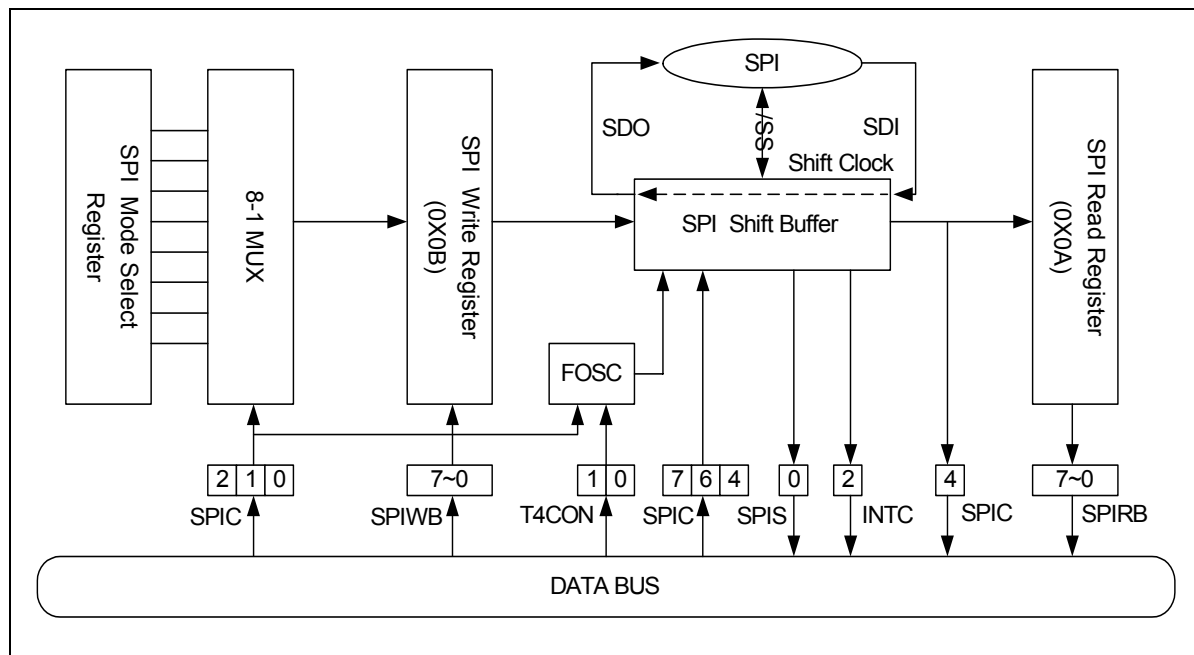 SPI
SDO
/SS
SDI
Shift Clock
SPI Mode Select
Register
8-1 MUX
SPI Write Register
(0X0B)
SPI Shift Buffer
SPI Read Register
(0X0A)
FOSC
2 1 0
7~0
1 0
7 6 4
0
2
4
7~0
SPIC
SPIWB
T4CON
SPIC
SPIS
INTC
SPIC
SPIRB
DATA BUS